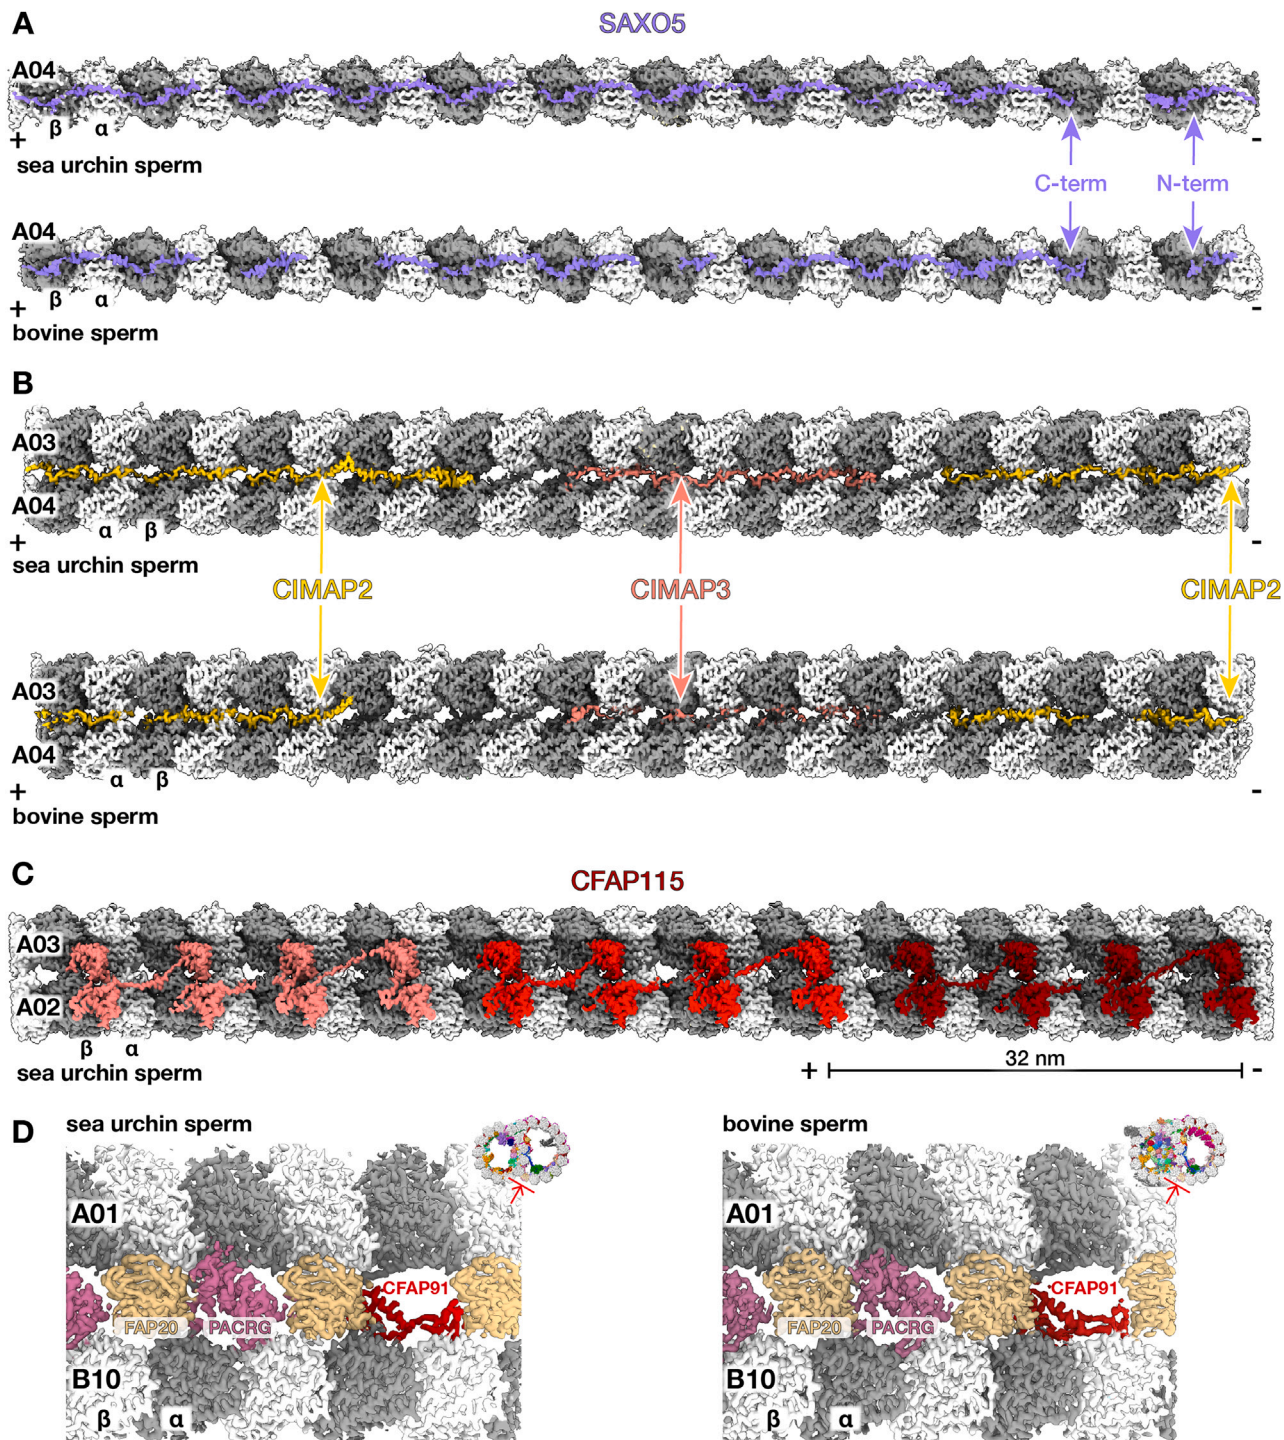 A
SAXO5
A04
β α
+ -
sea urchin sperm
C-term N-term
A04
β α
+ -
bovine sperm
B
A03
A04
α β
+ -
sea urchin sperm
CIMAP2 CIMAP3 CIMAP2
A03
A04
α β
+ -
bovine sperm
C
CFAP115
A03
A02
β α
sea urchin sperm
+ 32 nm -
D
sea urchin sperm
A01
CFAP91
FAP20 PACRG
B10
β α
bovine sperm
A01
CFAP91
FAP20 PACRG
B10
β α